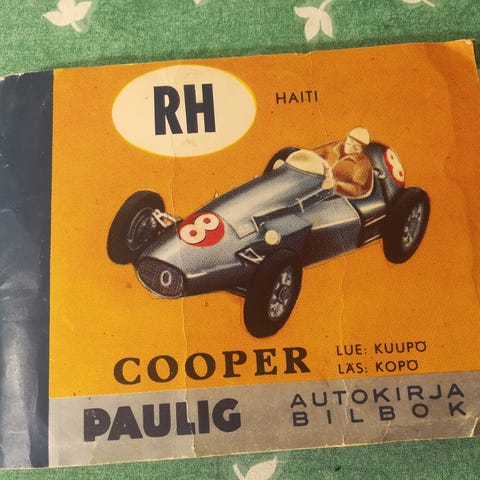 RH
HAITI
8
8
COOPER
LUE: KUUPÖ
LÄS: KOPÖ
PAULIG
AUTOKIRJA
BILBOK